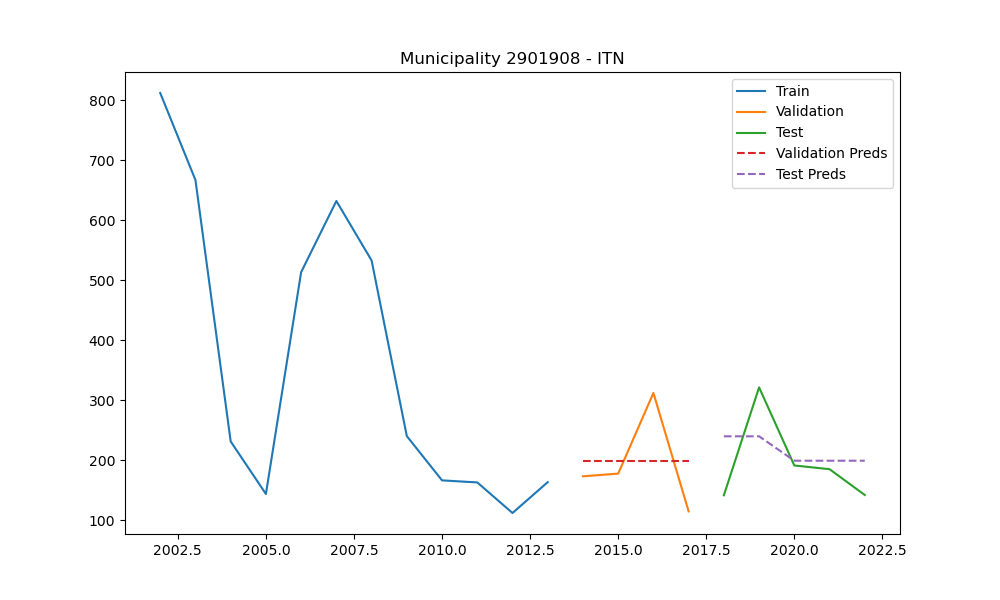 Municipality 2901908 - ITN
Train
Validation
Test
Validation Preds
Test Preds
800
700
600
500
400
300
200
100
2002.5 2005.0 2007.5 2010.0 2012.5 2015.0 2017.5 2020.0 2022.5